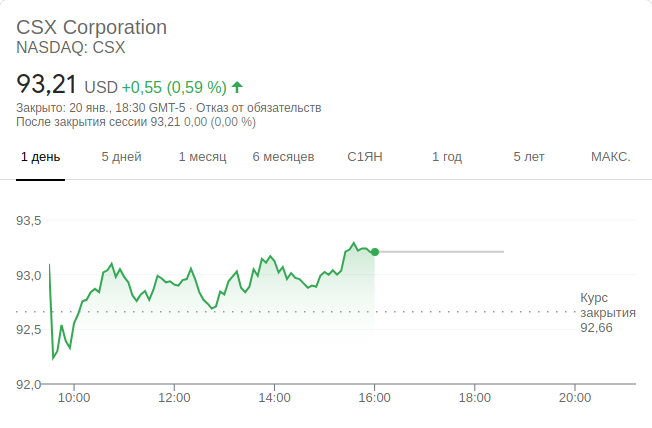 CSX Corporation
NASDAQ: CSX
93,21 USD +0,55 (0,59 %)
Закрыто: 20 янв., 18:30 GMT-5 · Отказ от обязательств
После закрытия сессии 93,21 0,00 (0,00 %)
1 день 5 дней 1 месяц 6 месяцев С1ЯН 1 год 5 лет МАКС.
93,5
93,0
Курс
закрытия
92,66
92,5
92,0
10:00 12:00 14:00 16:00 18:00 20:00